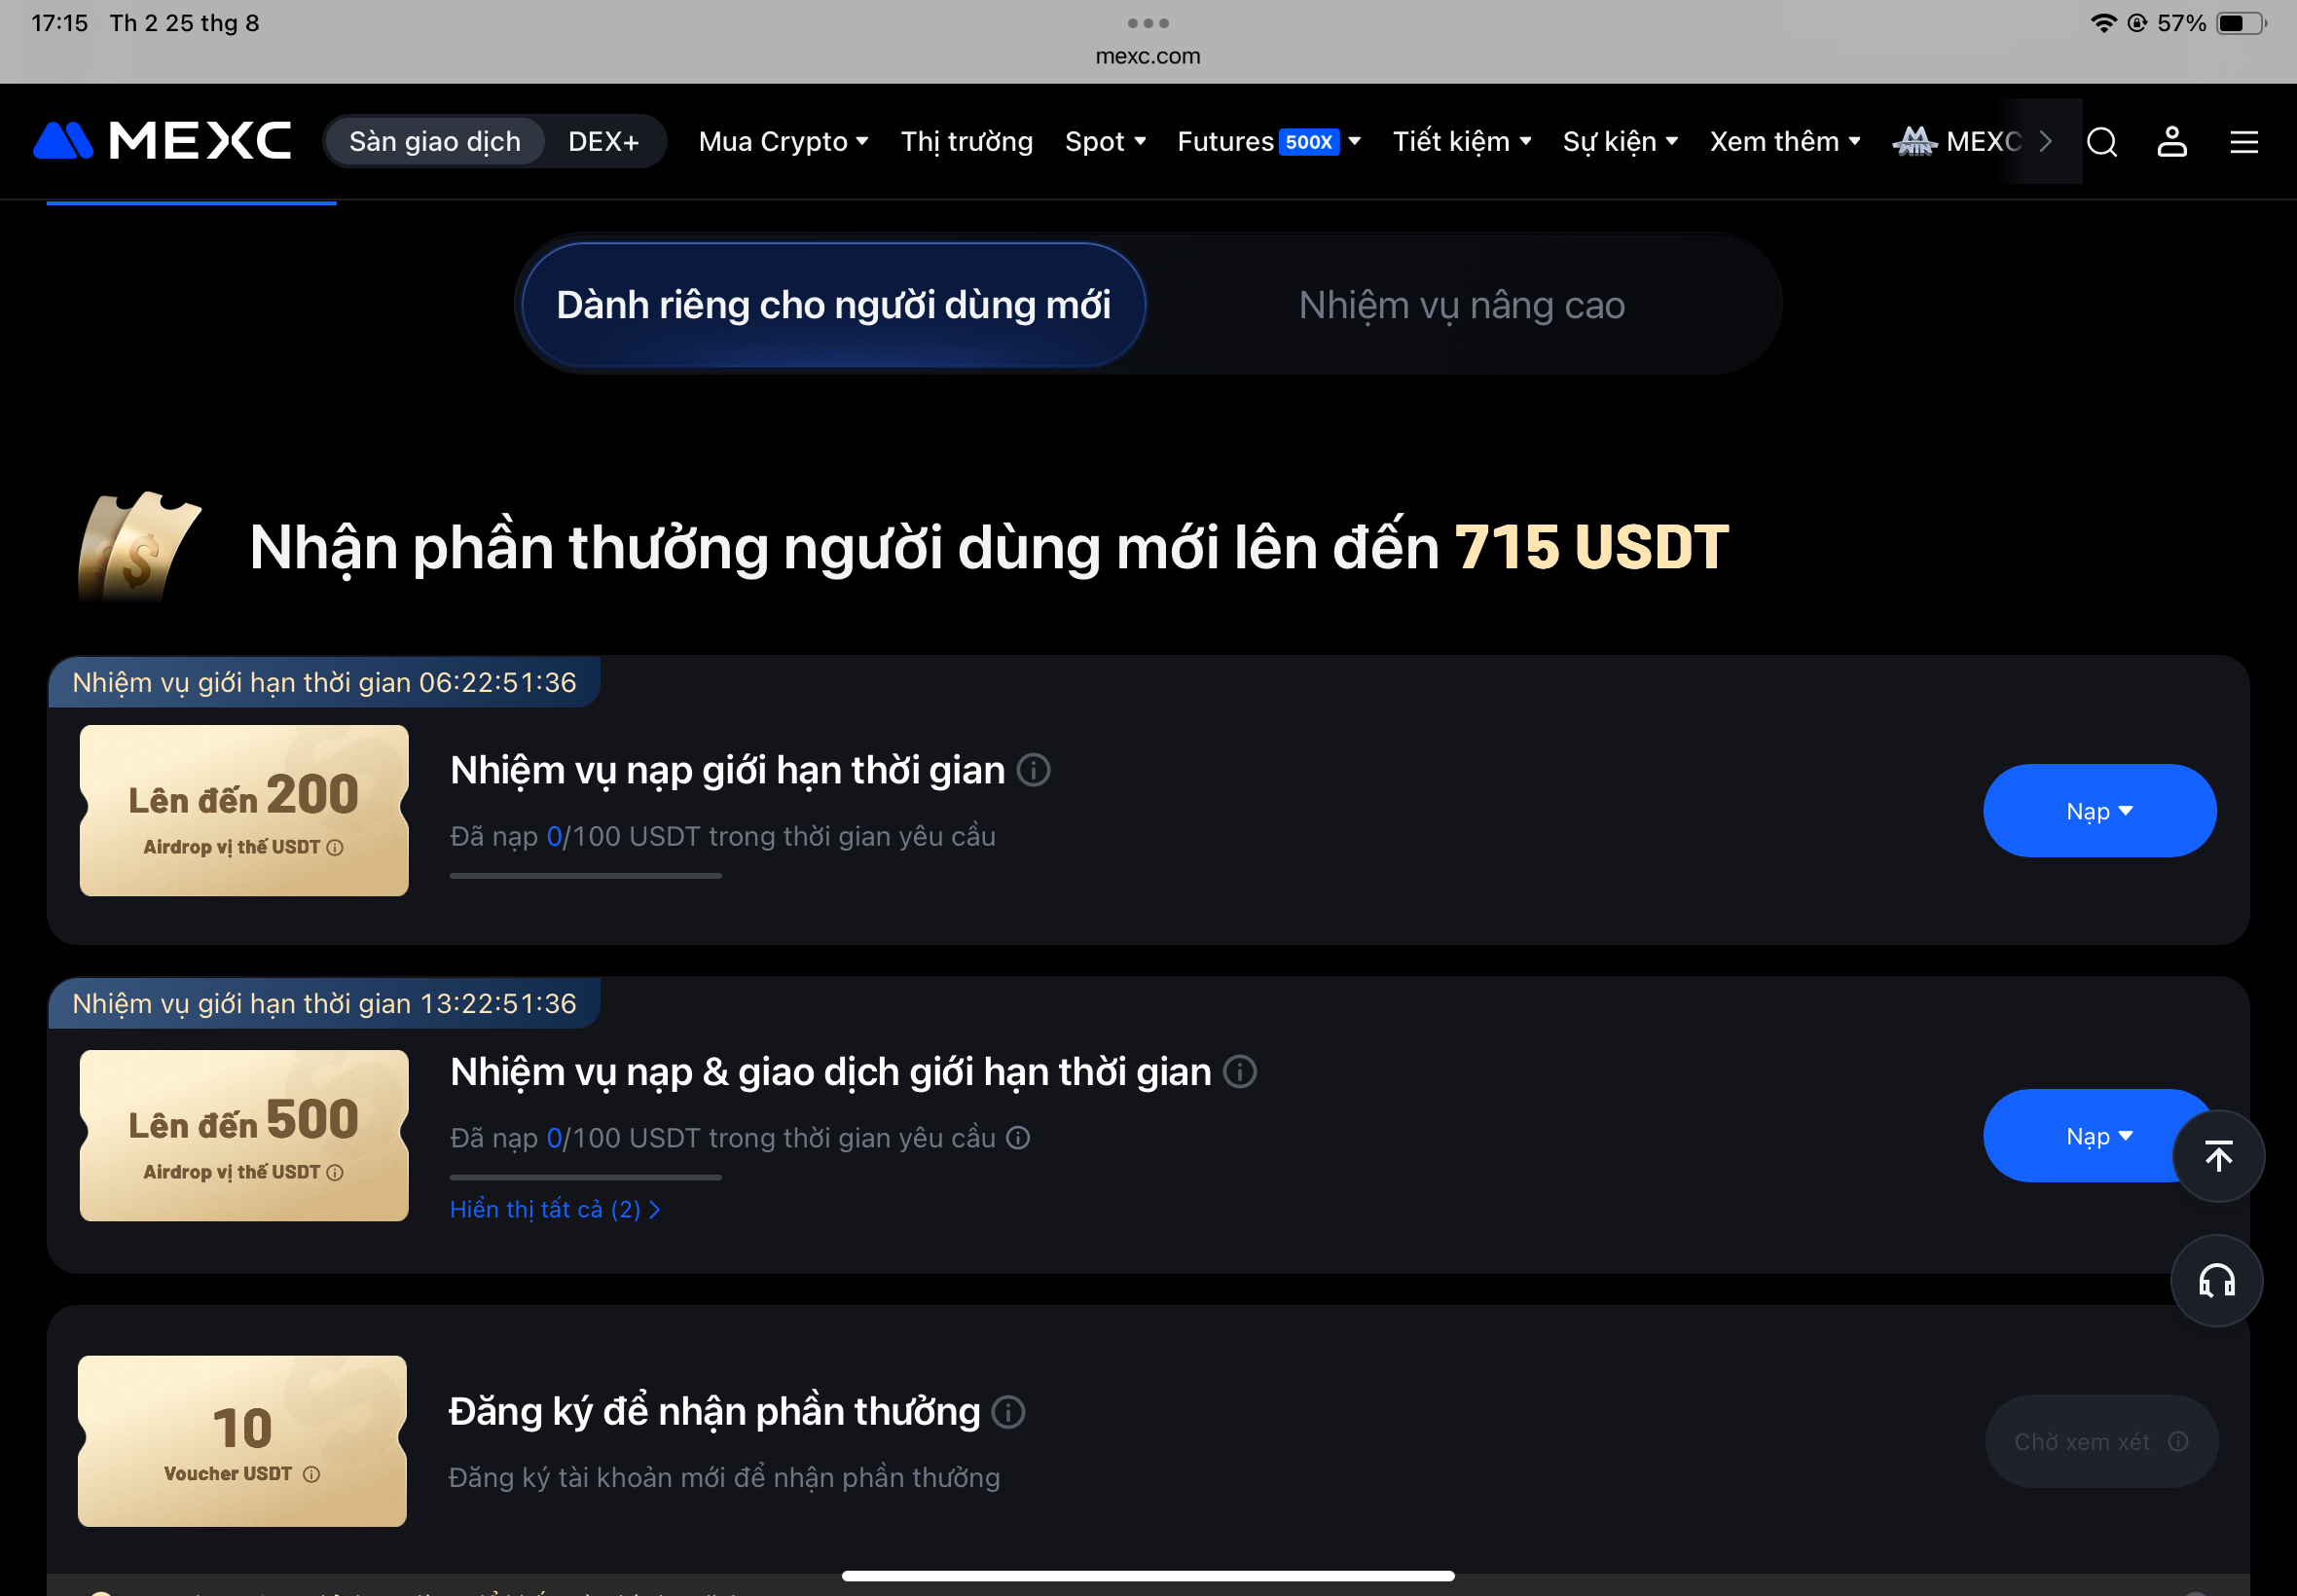 17:15 Th 2 25 thg 8
57%
mexc.com
MEXC
Sàn giao dịch DEX+ Mua Crypto Thị trường Spot Futures 500X Tiết kiệm Sự kiện Xem thêm MEXC
Dành riêng cho người dùng mới
Nhiệm vụ nâng cao
Nhận phần thưởng người dùng mới lên đến 715 USDT
Nhiệm vụ giới hạn thời gian 06:22:51:36
Lên đến 200
Airdrop vị thế USDT
Nhiệm vụ nạp giới hạn thời gian
Đã nạp 0/100 USDT trong thời gian yêu cầu
Nạp
Nhiệm vụ giới hạn thời gian 13:22:51:36
Lên đến 500
Airdrop vị thế USDT
Nhiệm vụ nạp & giao dịch giới hạn thời gian
Đã nạp 0/100 USDT trong thời gian yêu cầu
Hiển thị tất cả (2)
Nạp
10
Voucher USDT
Đăng ký để nhận phần thưởng
Đăng ký tài khoản mới để nhận phần thưởng
Chờ xem xét